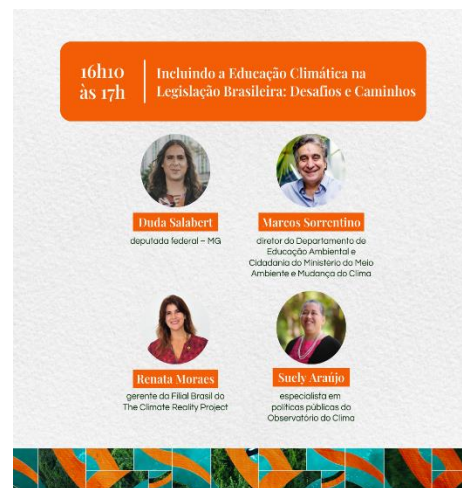 16h10
às 17h
Incluindo a Educação Climática na
Legislação Brasileira: Desafios e Caminhos
Duda Salabert
deputada federal – MG
Marcos Sorrentino
diretor do Departamento de
Educação Ambiental e
Cidadania do Ministério do Meio
Ambiente e Mudança do Clima
Renata Moraes
gerente da Filial Brasil do
The Climate Reality Project
Suely Araújo
especialista em
políticas públicas do
Observatório do Clima